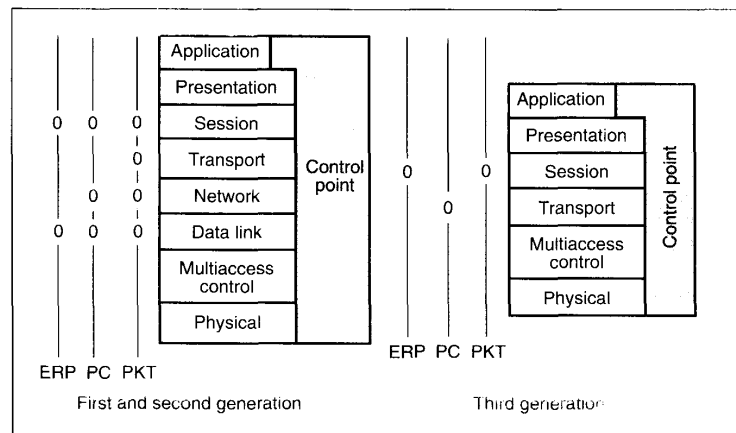 Application
Presentation
0 0 0 Session
0 Transport
Control point
0 0 Network
0 0 0 Data link
Multiaccess
control
Physical
ERP PC PKT
First and second generation
Application
Presentation
0 0 Session
Control point
0 Transport
Multiaccess
control
Physical
ERP PC PKT
Third generation